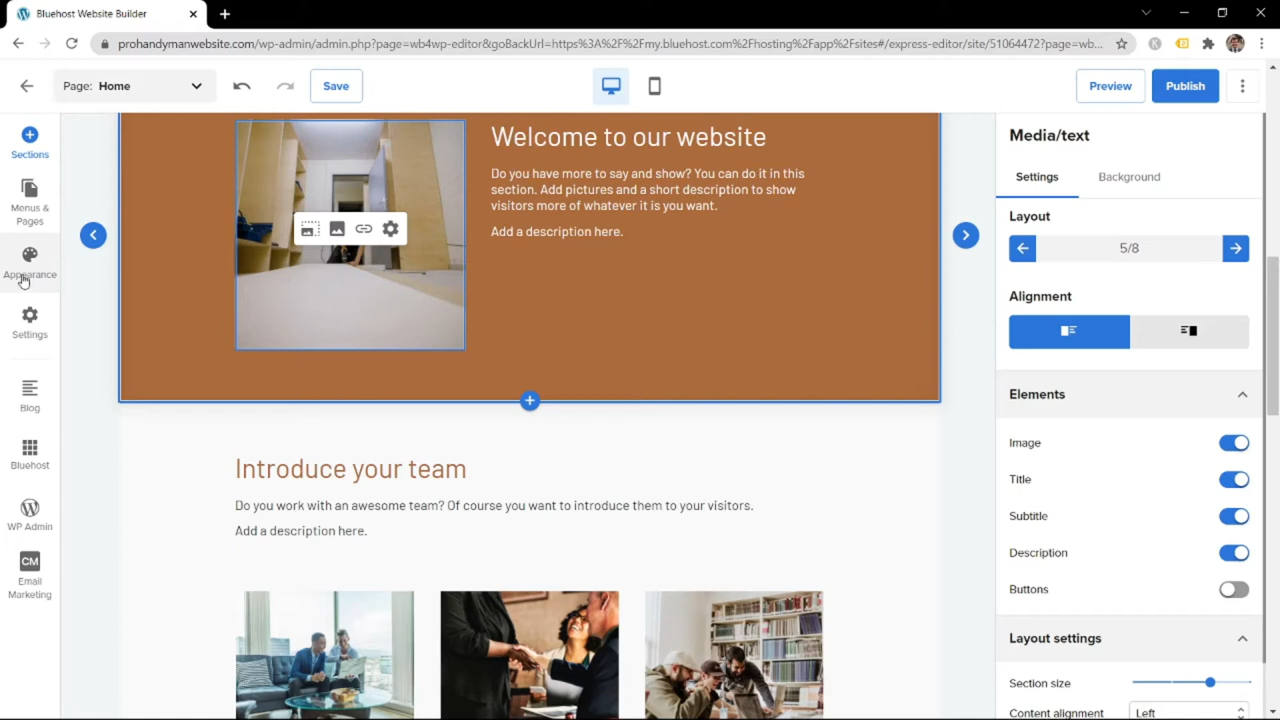 Bluehost Website Builder
prohandymanwebsite.com/wp-admin/admin.php?page=wb4wp-editor&goBackUrl=https%3A%2F%2Fmy.bluehost.com%2Fhosting%2Fapp%2Fsites#/express-editor/site/51064472?page=wb...
Page: Home
Save
Preview
Publish
Sections
Menus &
Pages
Appearance
Settings
Blog
Bluehost
WP Admin
CM
Email
Marketing
Welcome to our website
Do you have more to say and show? You can do it in this
section. Add pictures and a short description to show
visitors more of whatever it is you want.
Add a description here.
Introduce your team
Do you work with an awesome team? Of course you want to introduce them to your visitors.
Add a description here.
Media/text
Settings
Background
Layout
5/8
Alignment
Elements
Image
Title
Subtitle
Description
Buttons
Layout settings
Section size
Content alignment
Left